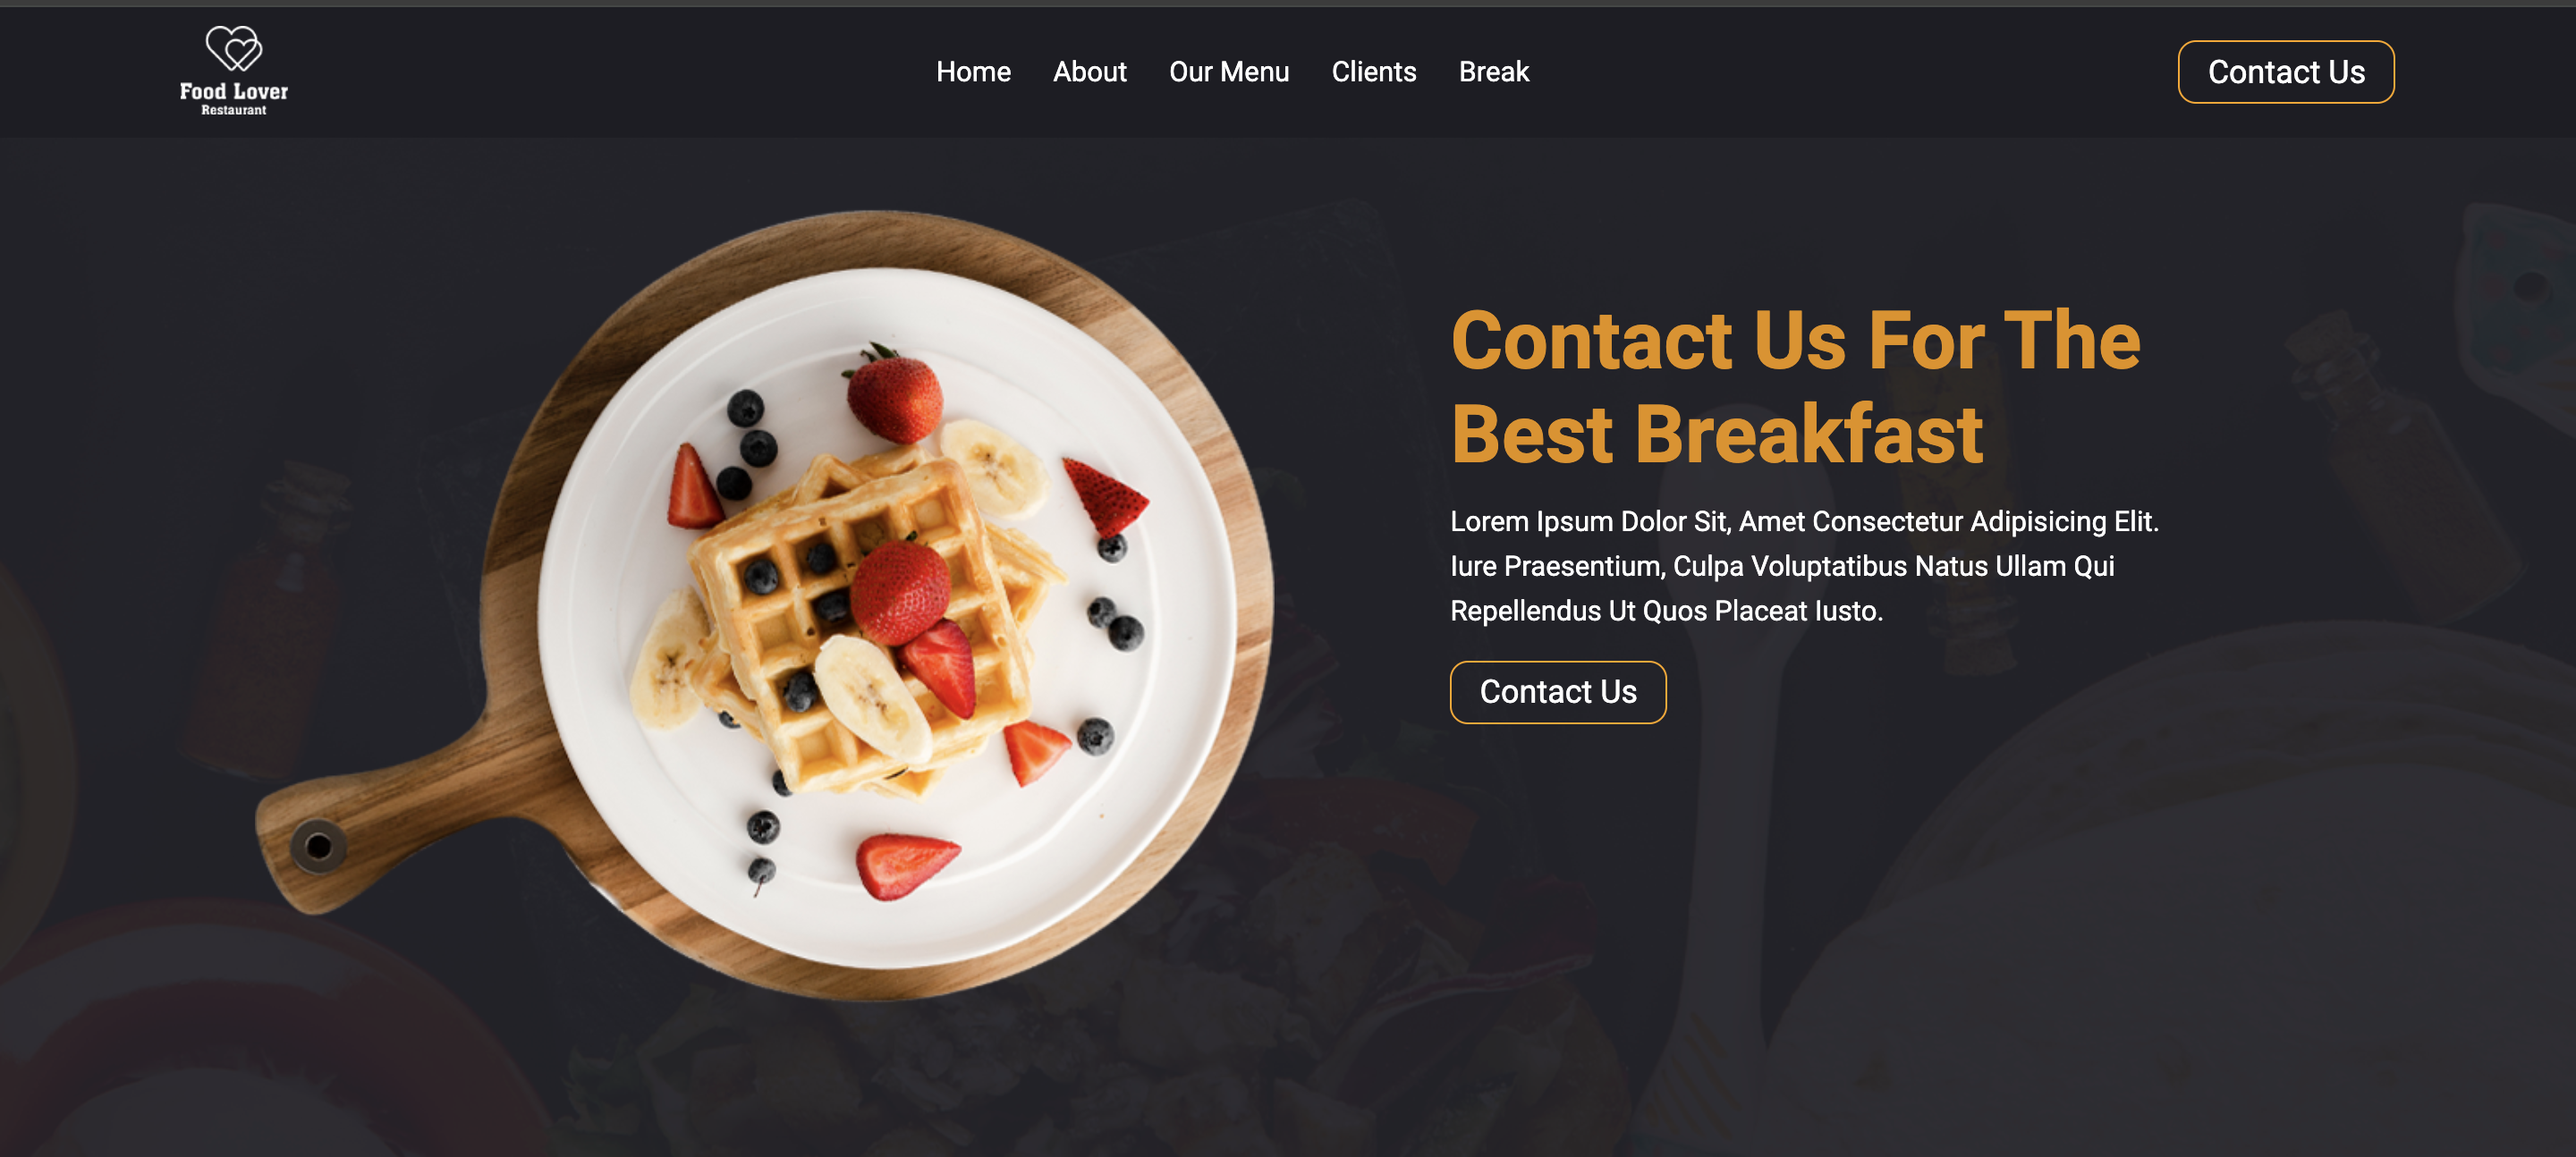 Food Lover
Restaurant
Home About Our Menu Clients Break
Contact Us
Contact Us For The
Best Breakfast
Lorem Ipsum Dolor Sit, Amet Consectetur Adipisicing Elit.
Iure Praesentium, Culpa Voluptatibus Natus Ullam Qui
Repellendus Ut Quos Placeat Iusto.
Contact Us